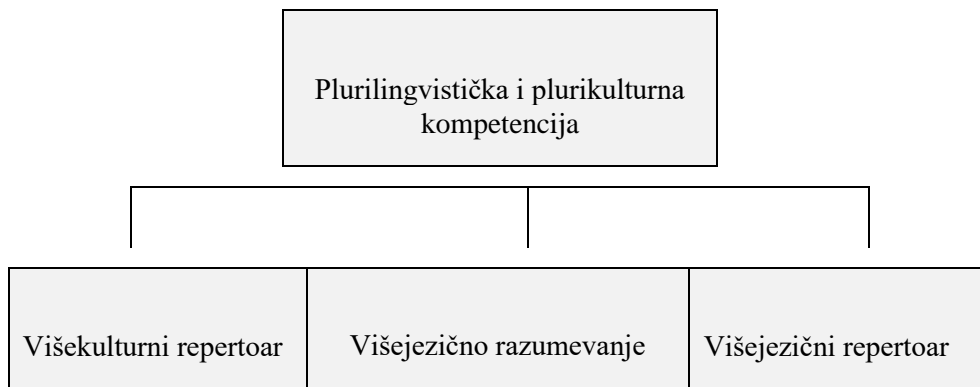 Plurilingvistička i plurikulturna
kompetencija
Višekulturni repertoar
Višejezično razumevanje
Višejezični repertoar